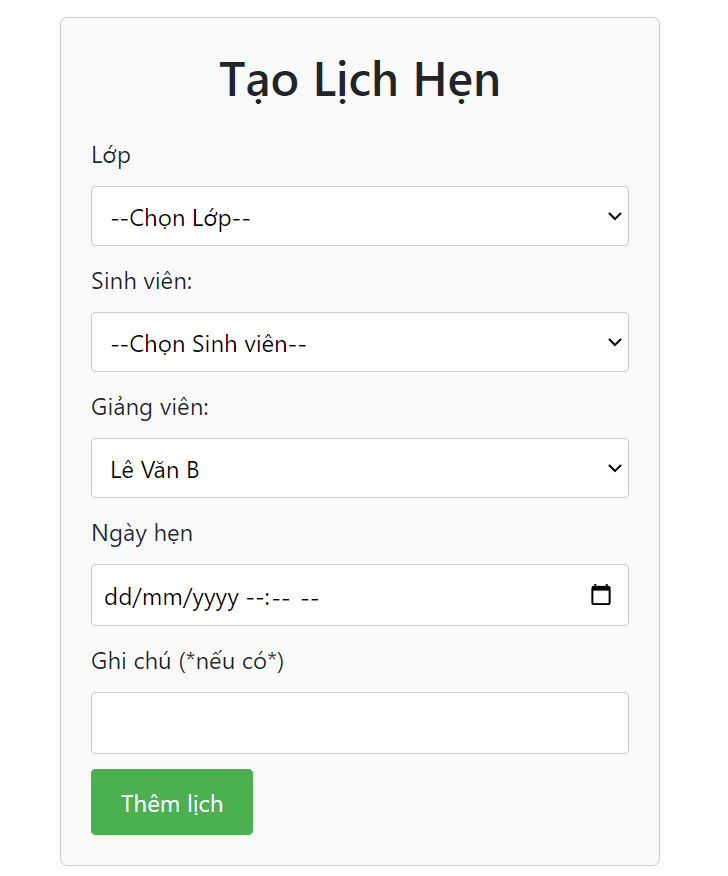 Tạo Lịch Hẹn
Lớp
--Chọn Lớp--
Sinh viên:
--Chọn Sinh viên--
Giảng viên:
Lê Văn B
Ngày hẹn
dd/mm/yyyy --:-- --
Ghi chú (*nếu có*)
Thêm lịch